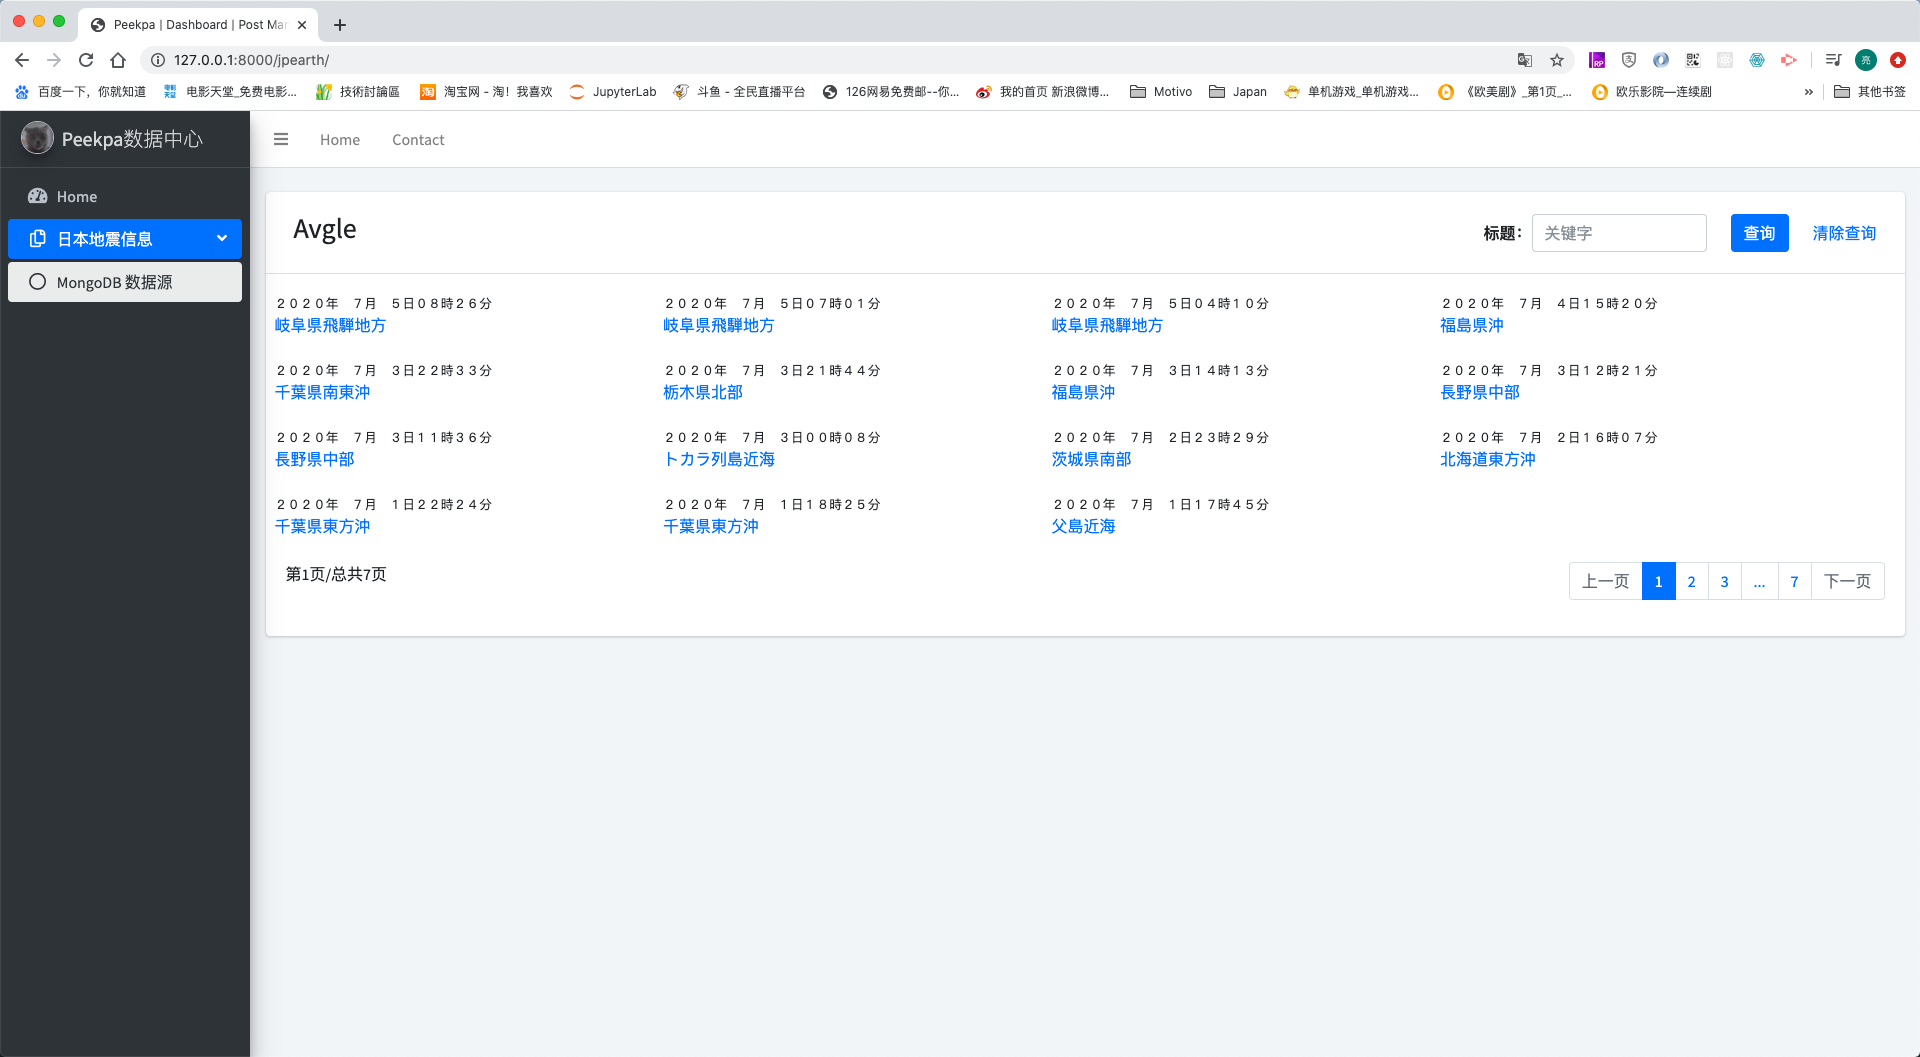 Peekpa | Dashboard | Post Ma
127.0.0.1:8000/jpearth/
百度一下，你就知道 电影天堂_免费电影... 技術討論區 淘宝网 - 淘！我喜欢 JupyterLab 斗鱼 - 全民直播平台 126网易免费邮--你... 我的首页 新浪微博... Motivo Japan 单机游戏_单机游戏... 《欧美剧》_第1页_... 欧乐影院—连续剧 » 其他书签
Peekpa数据中心
Home Contact
Home
日本地震信息
MongoDB 数据源
Avgle
标题： 关键字 查询 清除查询
２０２０年　７月　５日０８時２６分 ２０２０年　７月　５日０７時０１分 ２０２０年　７月　５日０４時１０分 ２０２０年　７月　４日１５時２０分
岐阜県飛騨地方 岐阜県飛騨地方 岐阜県飛騨地方 福島県沖
２０２０年　７月　３日２２時３３分 ２０２０年　７月　３日２１時４４分 ２０２０年　７月　３日１４時１３分 ２０２０年　７月　３日１２時２１分
千葉県南東沖 栃木県北部 福島県沖 長野県中部
２０２０年　７月　３日１１時３６分 ２０２０年　７月　３日００時０８分 ２０２０年　７月　２日２３時２９分 ２０２０年　７月　２日１６時０７分
長野県中部 トカラ列島近海 茨城県南部 北海道東方沖
２０２０年　７月　１日２２時２４分 ２０２０年　７月　１日１８時２５分 ２０２０年　７月　１日１７時４５分
千葉県東方沖 千葉県東方沖 父島近海
第1页/总共7页
上一页 1 2 3 ... 7 下一页